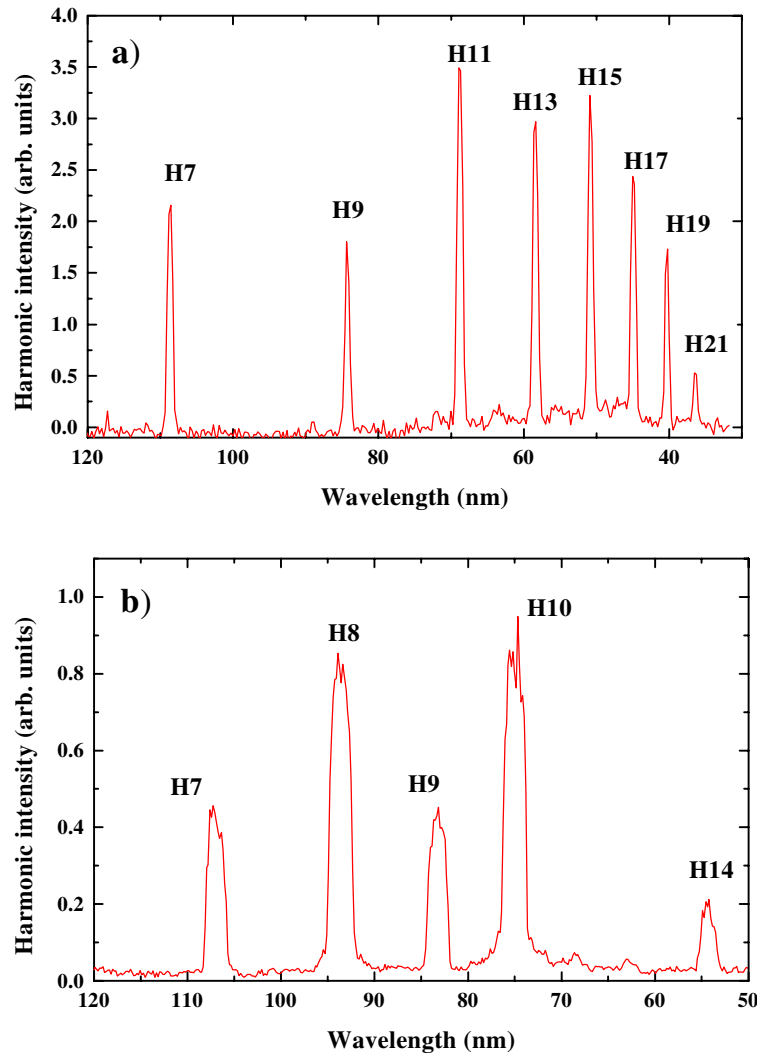 4.0
a)
H11
3.5
H15
H13
3.0
Harmonic intensity (arb. units)
2.5
H17
H7
H9
H19
2.0
1.5
1.0
H21
0.5
0.0
120 100 80 60 40
Wavelength (nm)
b)
1.0
H10
H8
Harmonic intensity (arb. units)
0.8
0.6
H7
H9
0.4
H14
0.2
0.0
120 110 100 90 80 70 60 50
Wavelength (nm)